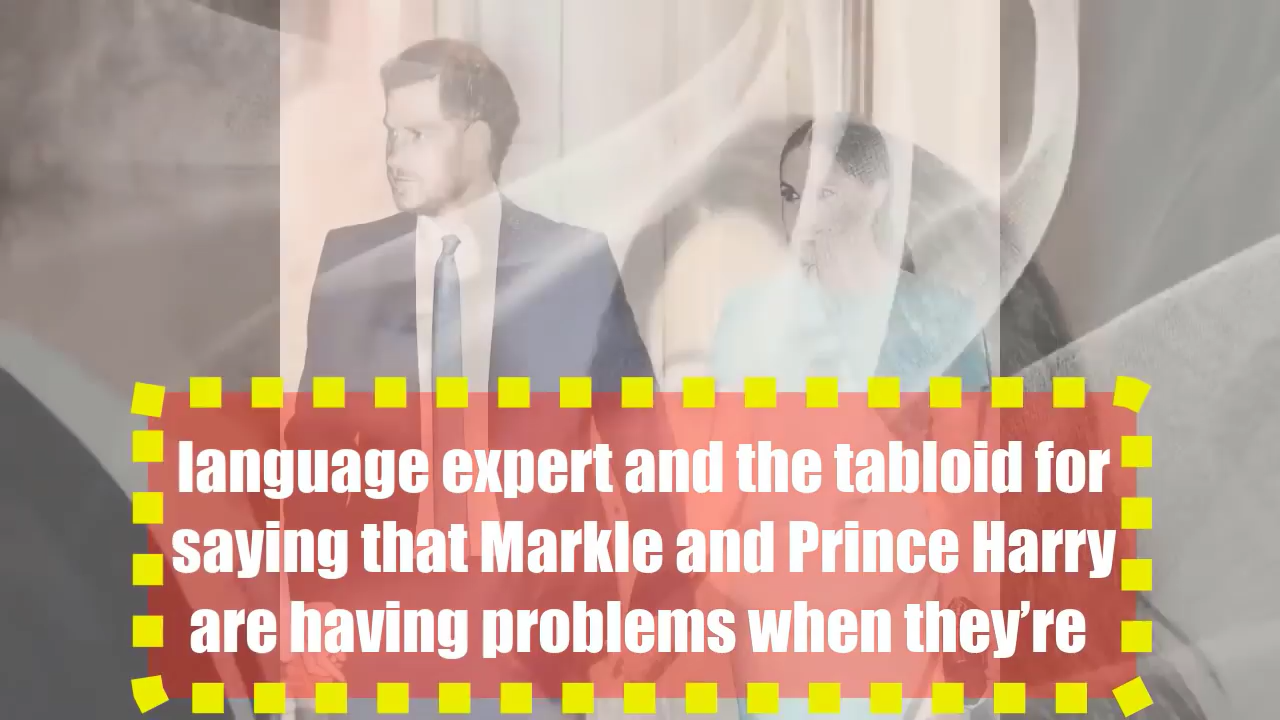 language expert and the tabloid for
saying that Markle and Prince Harry
are having problems when they’re